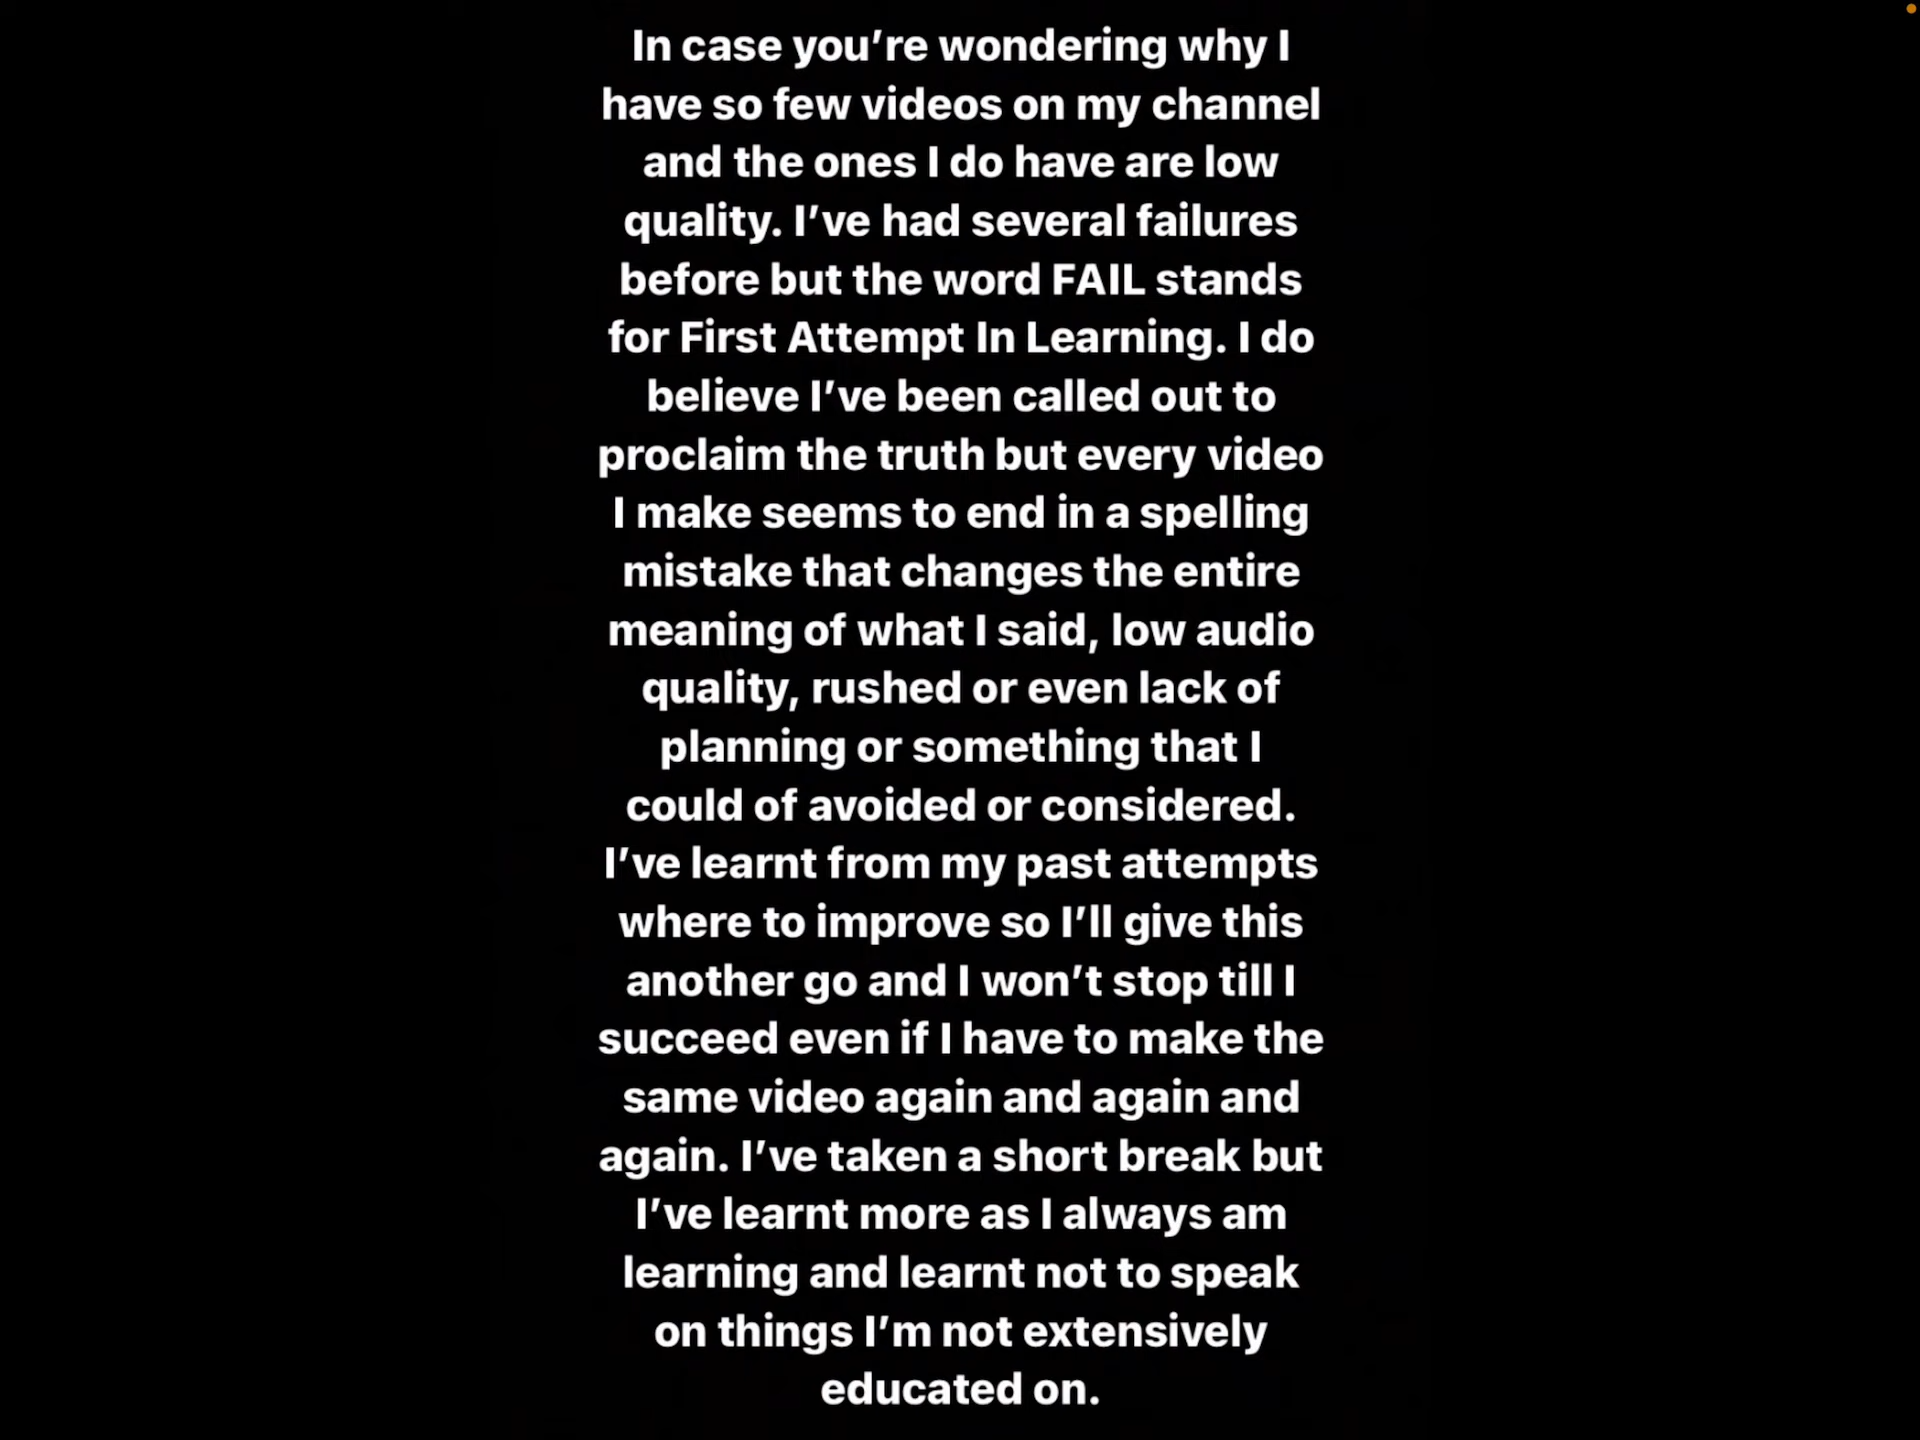 In case you’re wondering why I
have so few videos on my channel
and the ones I do have are low
quality. I’ve had several failures
before but the word FAIL stands
for First Attempt In Learning. I do
believe I’ve been called out to
proclaim the truth but every video
I make seems to end in a spelling
mistake that changes the entire
meaning of what I said, low audio
quality, rushed or even lack of
planning or something that I
could of avoided or considered.
I’ve learnt from my past attempts
where to improve so I’ll give this
another go and I won’t stop till I
succeed even if I have to make the
same video again and again and
again. I’ve taken a short break but
I’ve learnt more as I always am
learning and learnt not to speak
on things I’m not extensively
educated on.